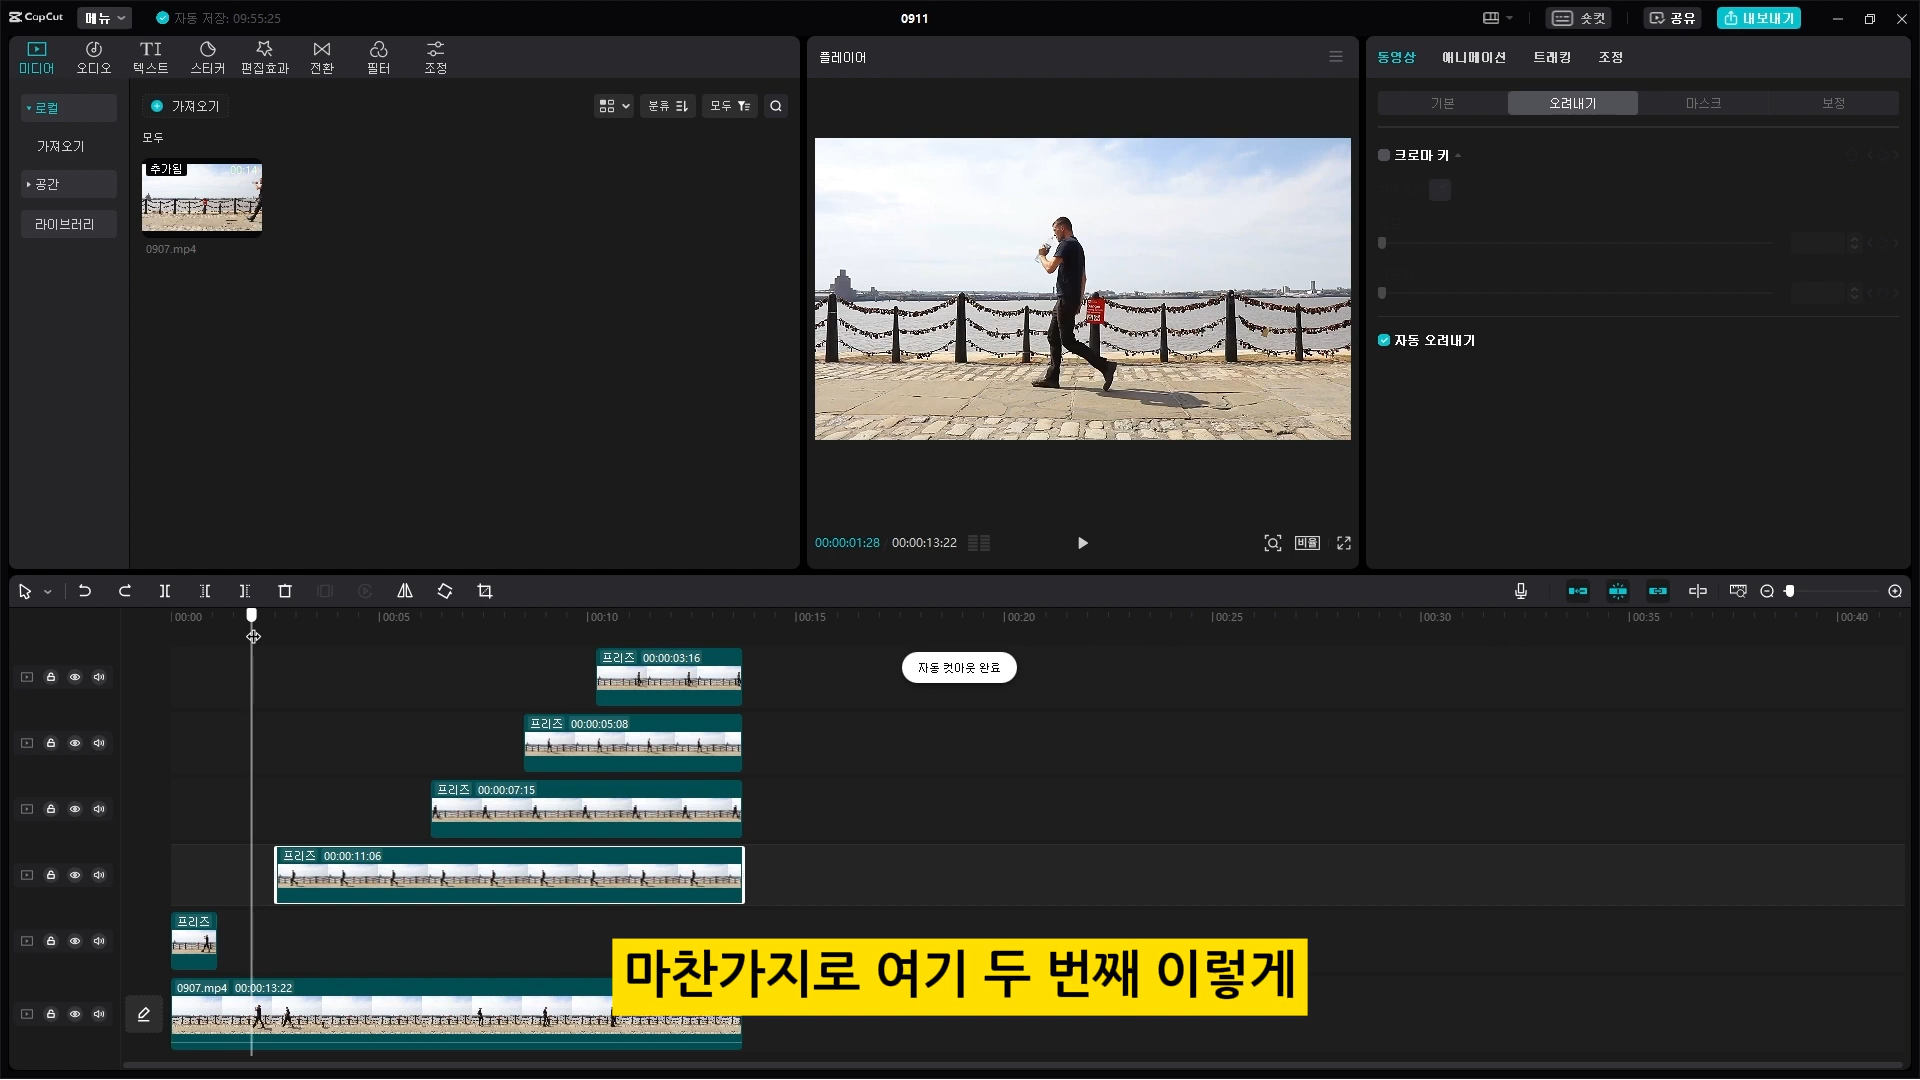 CapCut
메뉴
자동 저장: 09:55:25
0911
숏컷
공유
내보내기
미디어
오디오
텍스트
스티커
편집효과
전환
필터
조정
로컬
가져오기
공간
라이브러리
가져오기
분류
모두
모두
추가됨
00:14
0907.mp4
플레이어
00:00:01:28
00:00:13:22
비율
동영상
애니메이션
트래킹
조정
기본
오려내기
마스크
보정
크로마 키
자동 오려내기
00:00
00:05
00:10
00:15
00:20
00:25
00:30
00:35
00:40
자동 컷아웃 완료
프리즈 00:00:03:16
프리즈 00:00:05:08
프리즈 00:00:07:15
프리즈 00:00:11:06
프리즈
0907.mp4 00:00:13:22
마찬가지로 여기 두 번째 이렇게